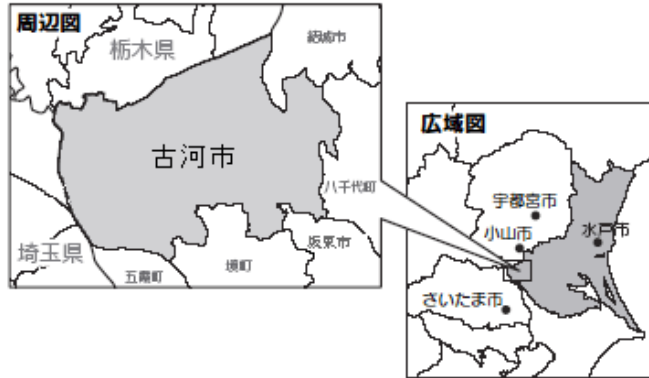 周辺図
栃木県
結城市
古河市
八千代町
坂東市
境町
五霞町
埼玉県
広域図
宇都宮市
小山市
水戸市
さいたま市